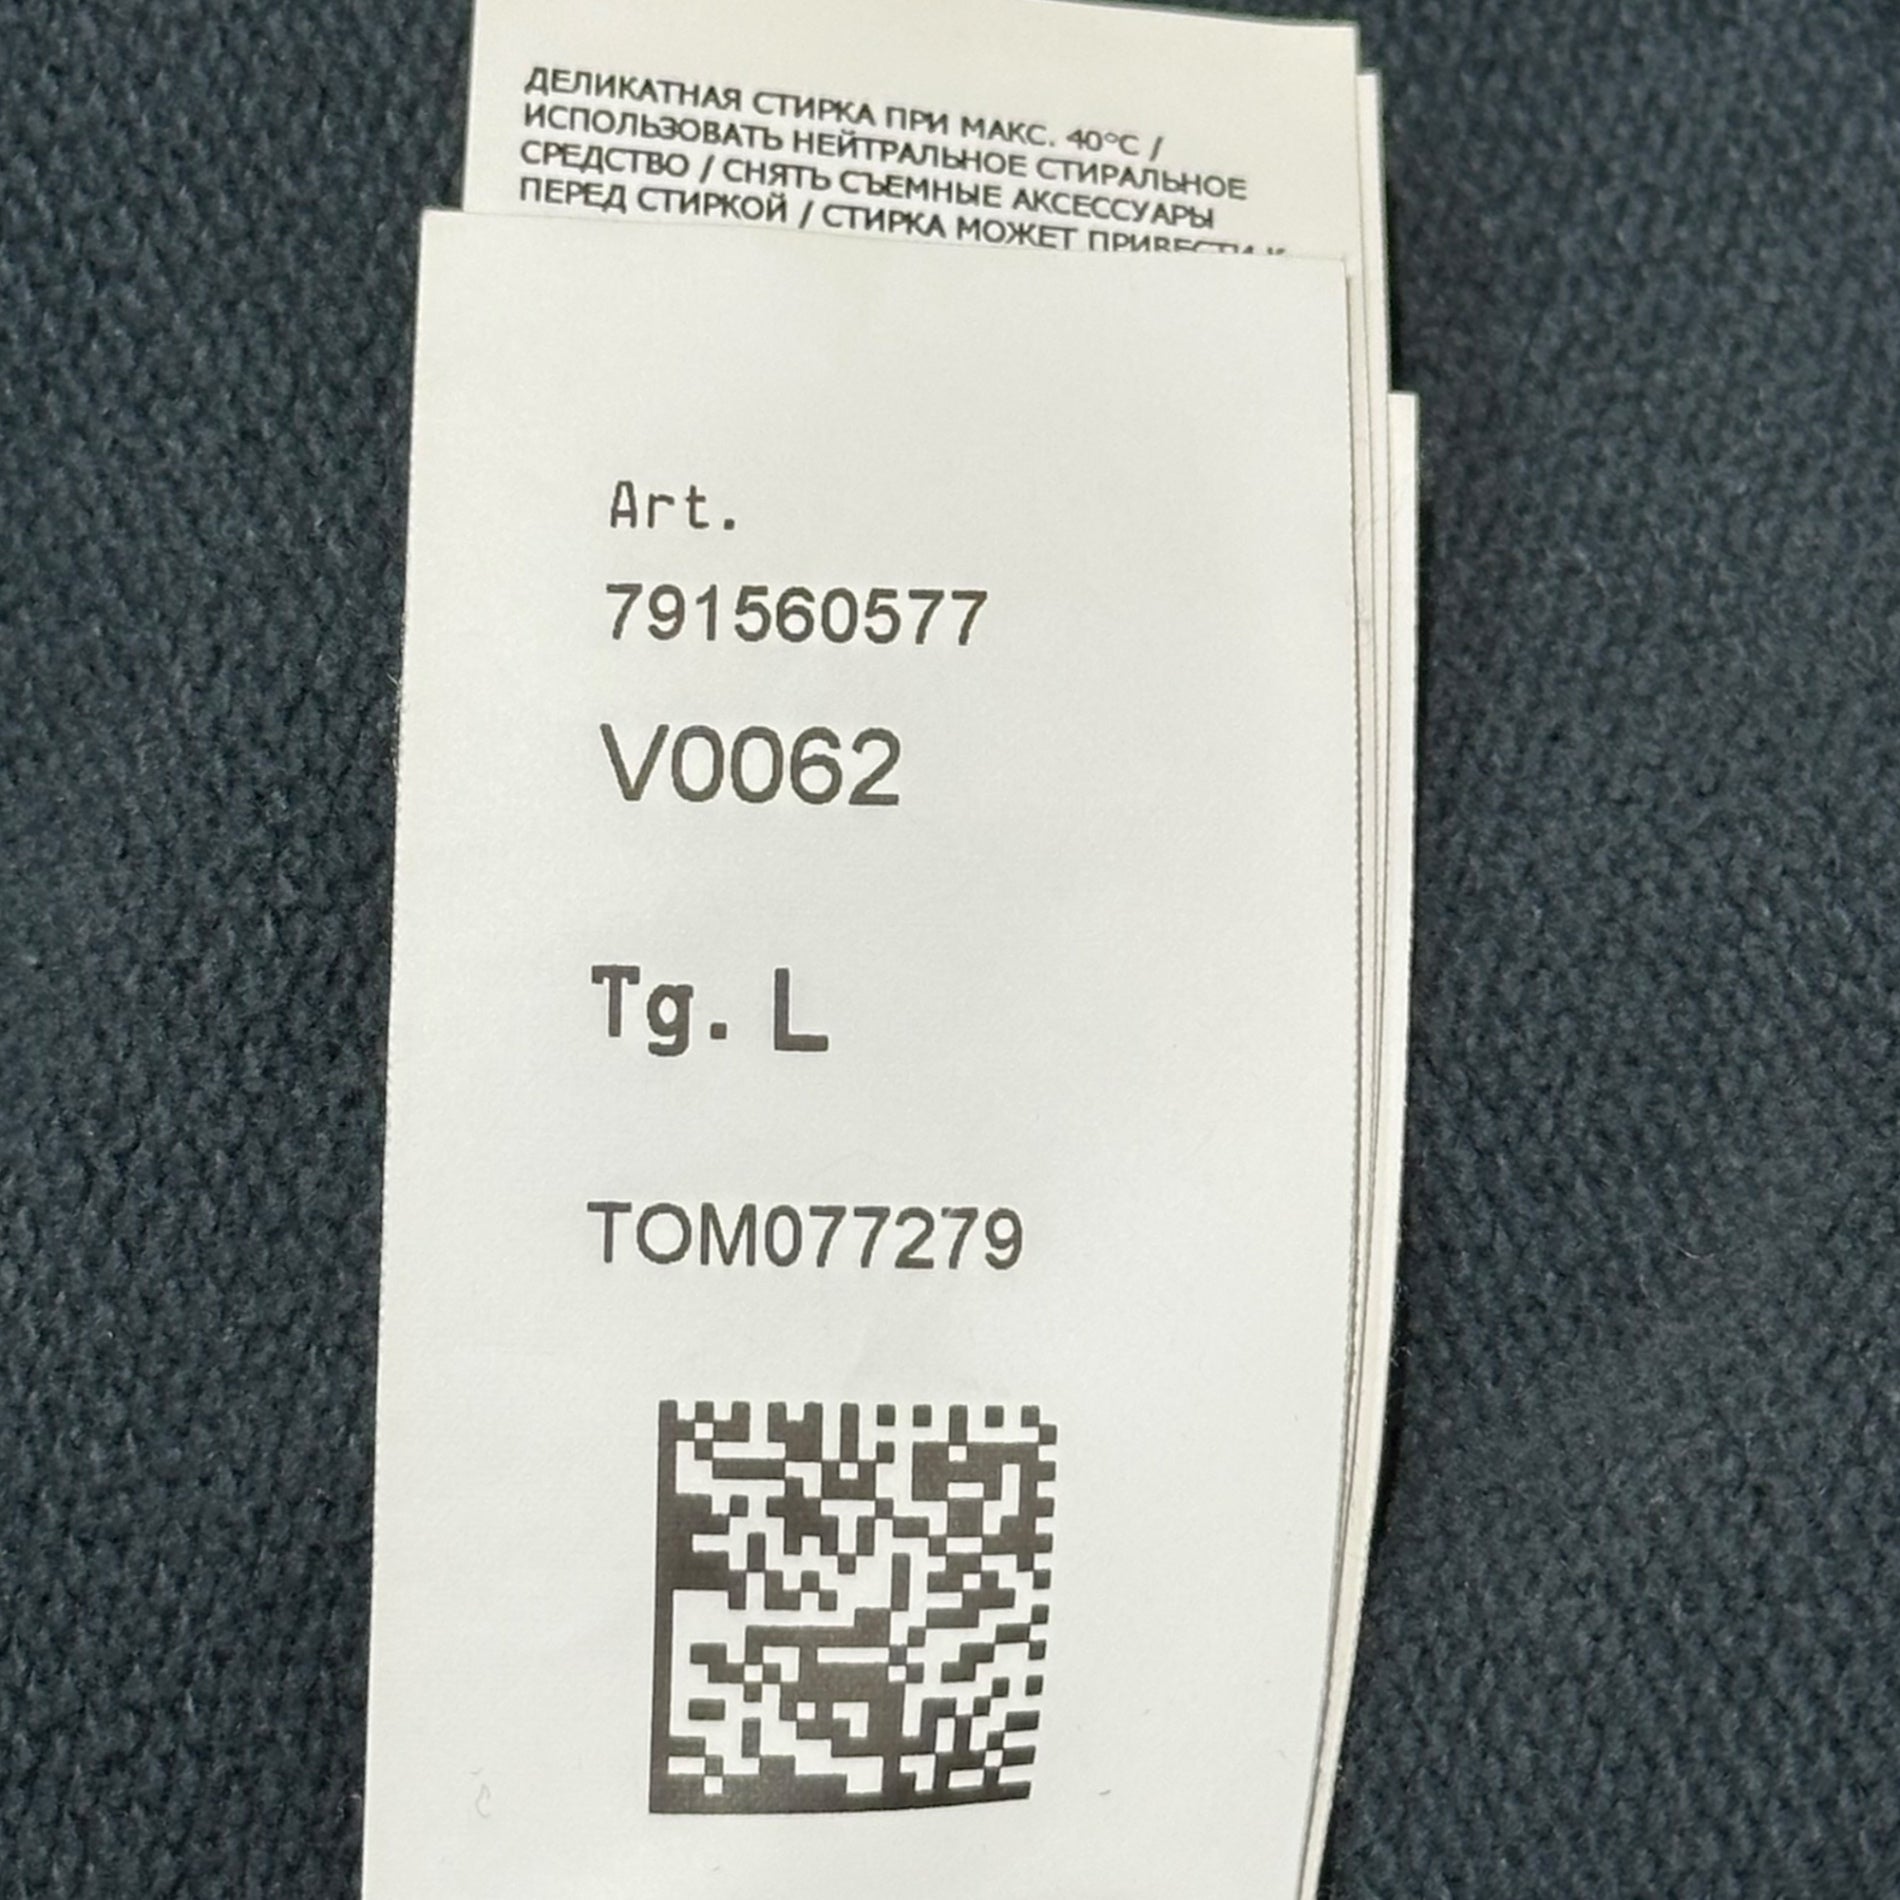 ДЕЛИКАТНАЯ СТИРКА ПРИ МАКС. 40°C /
ИСПОЛЬЗОВАТЬ НЕЙТРАЛЬНОЕ СТИРАЛЬНОЕ
СРЕДСТВО / СНЯТЬ СЪЕМНЫЕ АКСЕССУАРЫ
ПЕРЕД СТИРКОЙ / СТИРКА МОЖЕТ ПРИВЕСТИ К
Art.
791560577
V0062
Tg. L
TOM077279